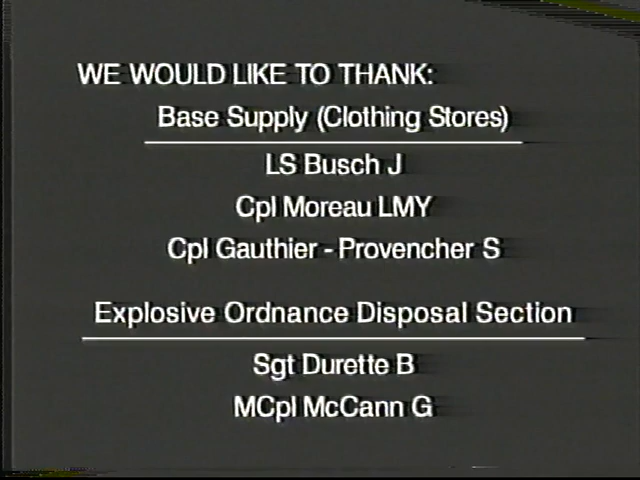 WE WOULD LIKE TO THANK:
Base Supply (Clothing Stores)
LS Busch J
Cpl Moreau LMY
Cpl Gauthier - Provencher S
Explosive Ordnance Disposal Section
Sgt Durette B
MCpl McCann G